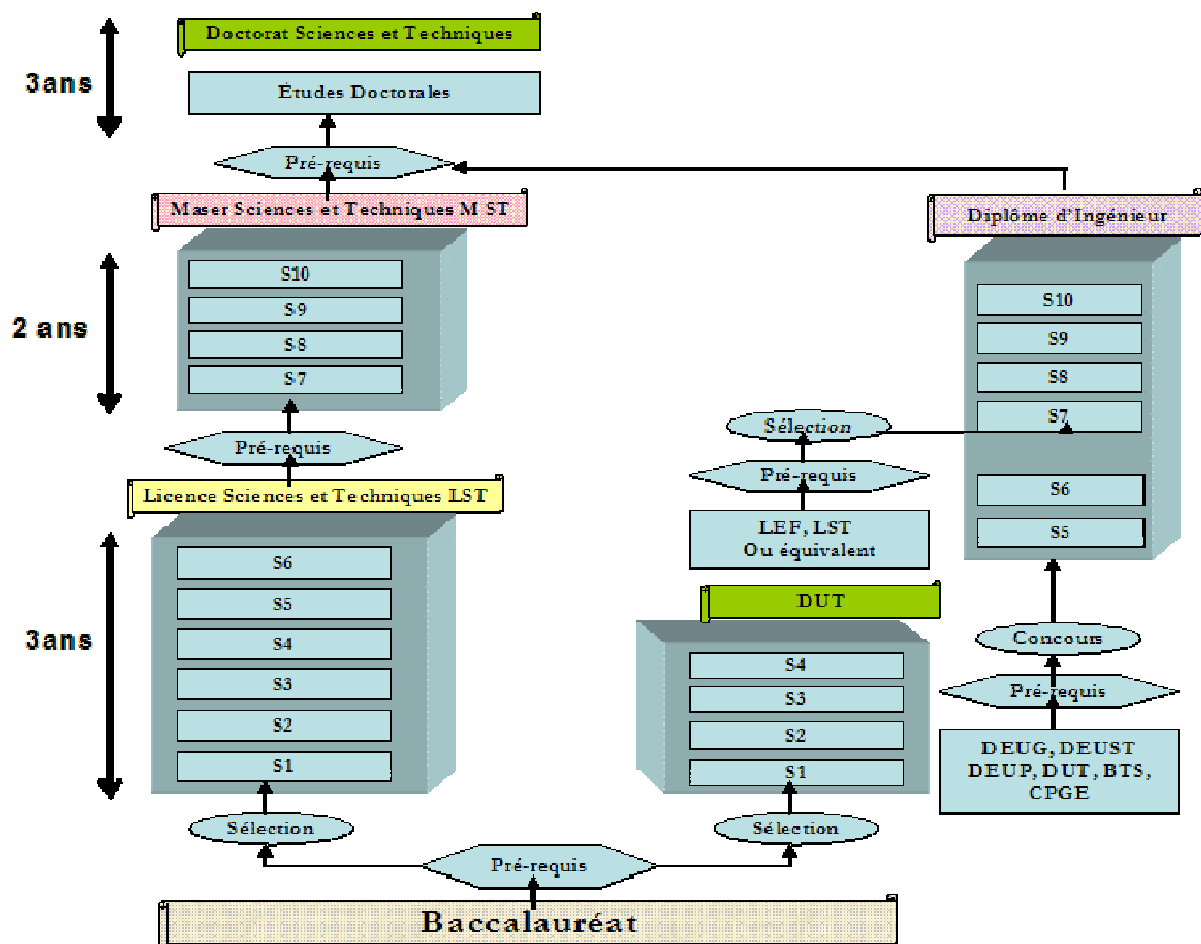 Doctorat Sciences et Techniques
3ans
Études Doctorales
Pré-requis
Maser Sciences et Techniques MST
Diplôme d'Ingénieur
2 ans
S10
S9
S8
S7
S10
S9
S8
S7
S6
S5
Sélection
Pré-requis
LEF, LST
Ou équivalent
Pré-requis
Licence Sciences et Techniques LST
3ans
S6
S5
S4
S3
S2
S1
DUT
S4
S3
S2
S1
Concours
Pré-requis
DEUG, DEUST
DEUP, DUT, BTS,
CPGE
Sélection
Sélection
Pré-requis
Baccalauréat